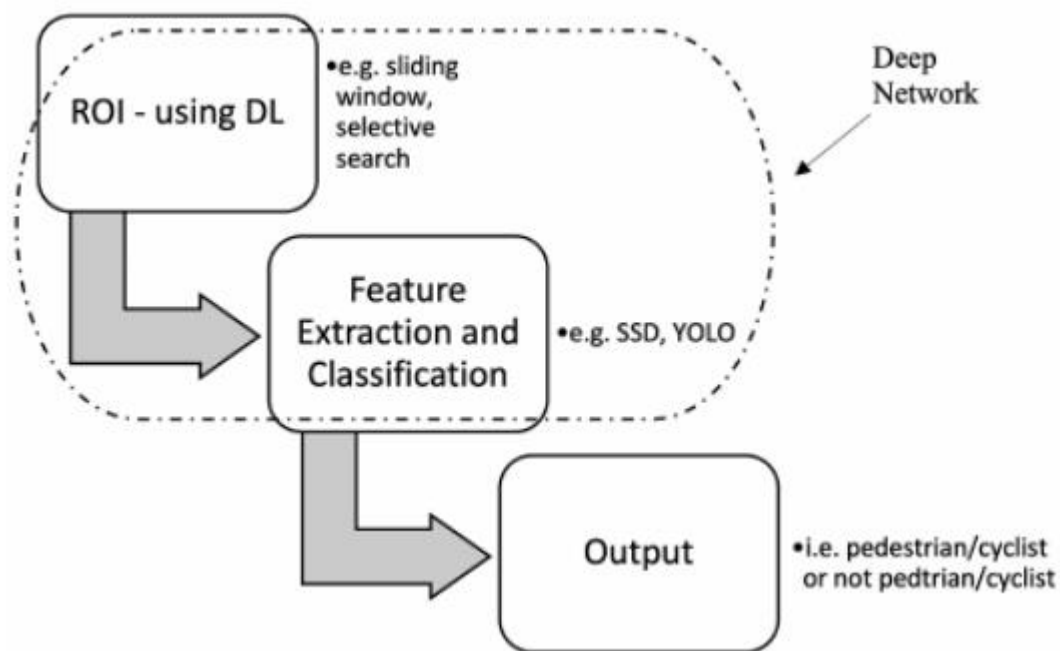 ROI - using DL
•e.g. sliding
window,
selective
search
Deep
Network
Feature
Extraction and
Classification
•e.g. SSD, YOLO
Output
•i.e. pedestrian/cyclist
or not pedtrian/cyclist